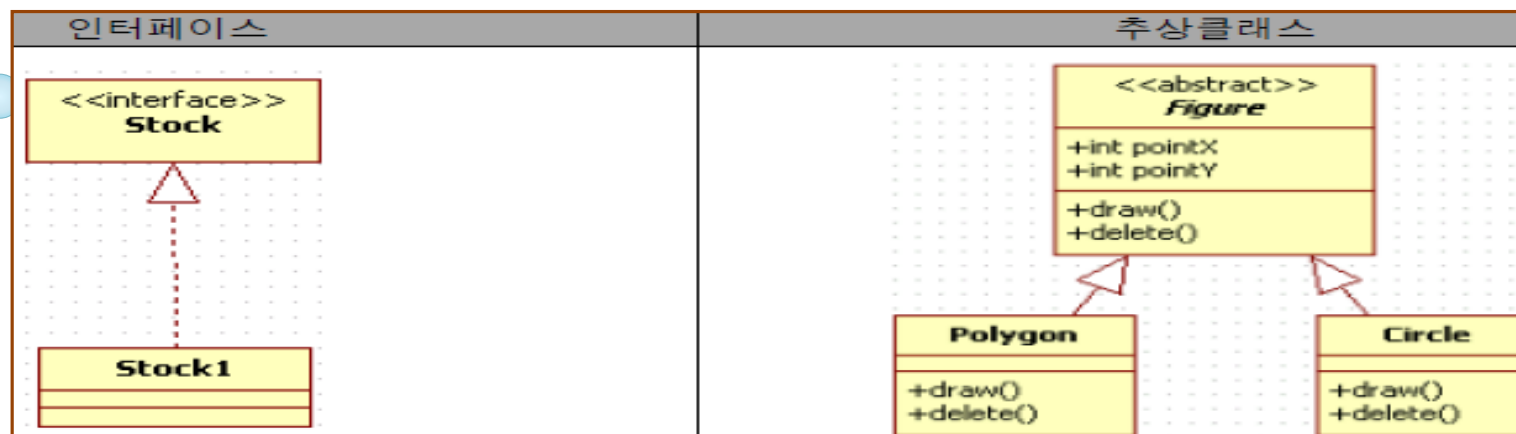 인터페이스
추상클래스
<<interface>>
Stock
Stock1
<<abstract>>
Figure
+int pointX
+int pointY
+draw()
+delete()
Polygon
+draw()
+delete()
Circle
+draw()
+delete()